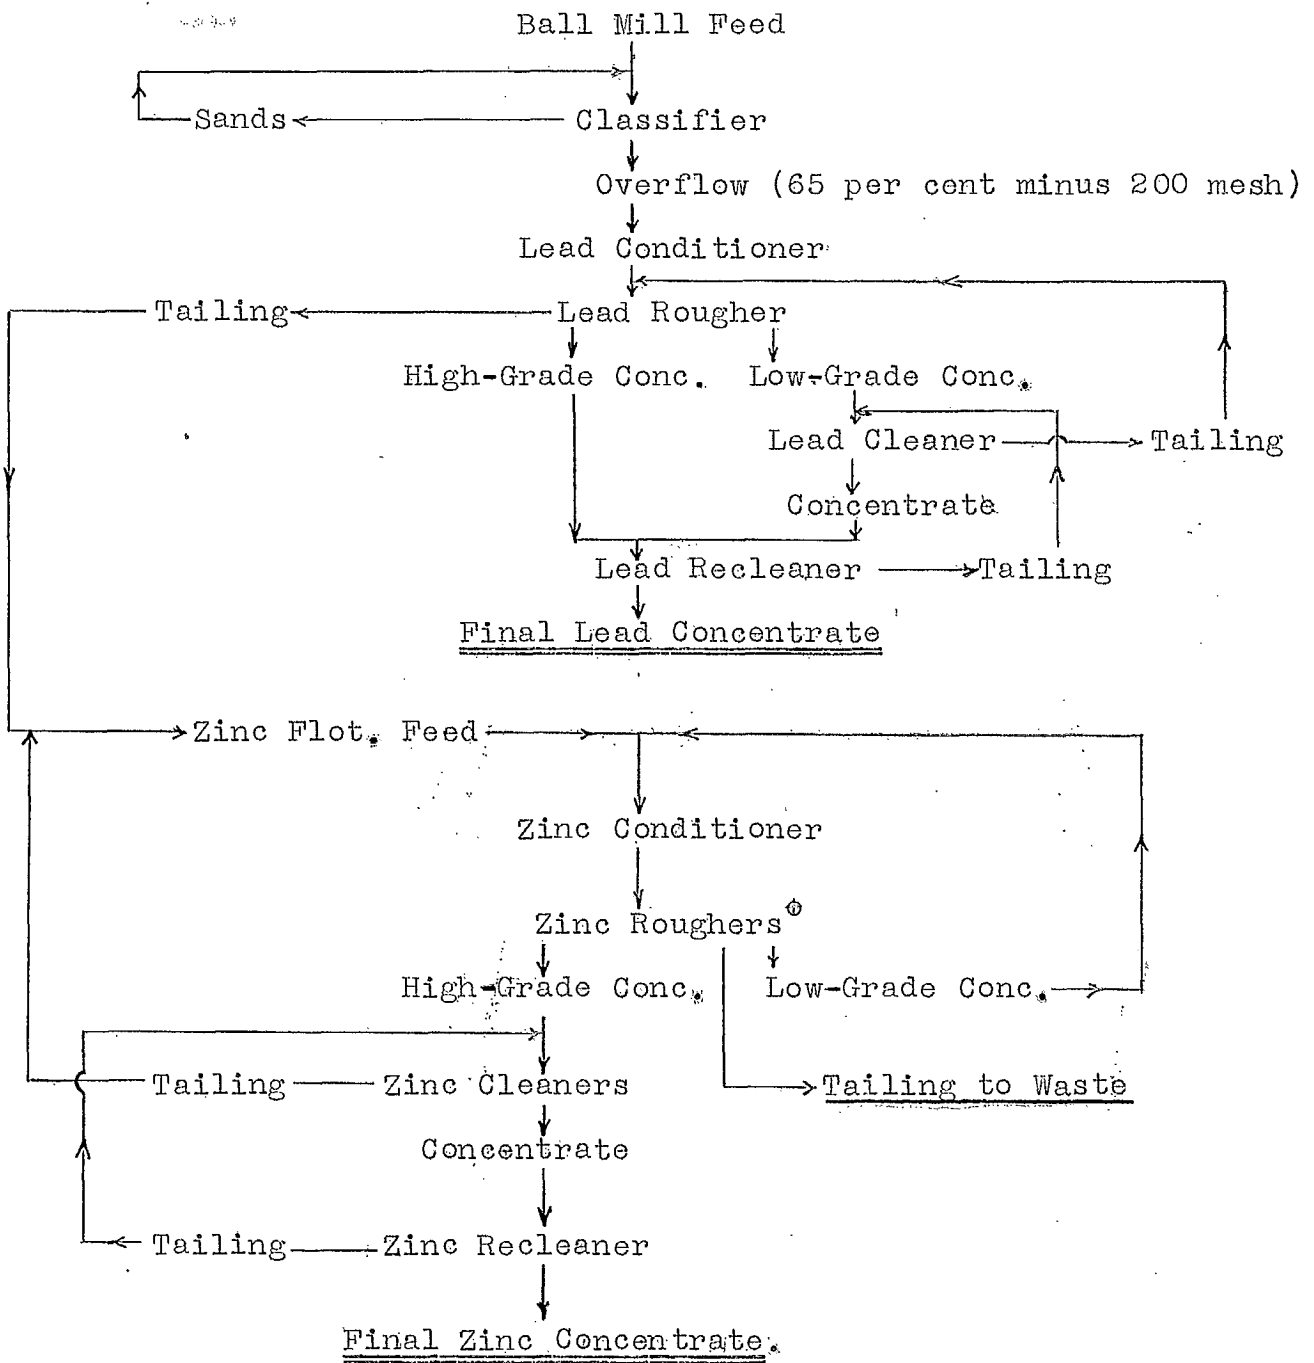 Ball Mill Feed
Sands Classifier
Overflow (65 per cent minus 200 mesh)
Lead Conditioner
Tailing Lead Rougher
High-Grade Conc. Low-Grade Conc.
Lead Cleaner Tailing
Concentrate
Lead Recleaner Tailing
Final Lead Concentrate
Zinc Flot. Feed
Zinc Conditioner
Zinc Roughers
High-Grade Conc. Low-Grade Conc.
Tailing Zinc Cleaners Tailing to Waste
Concentrate
Tailing Zinc Recleaner
Final Zinc Concentrate.